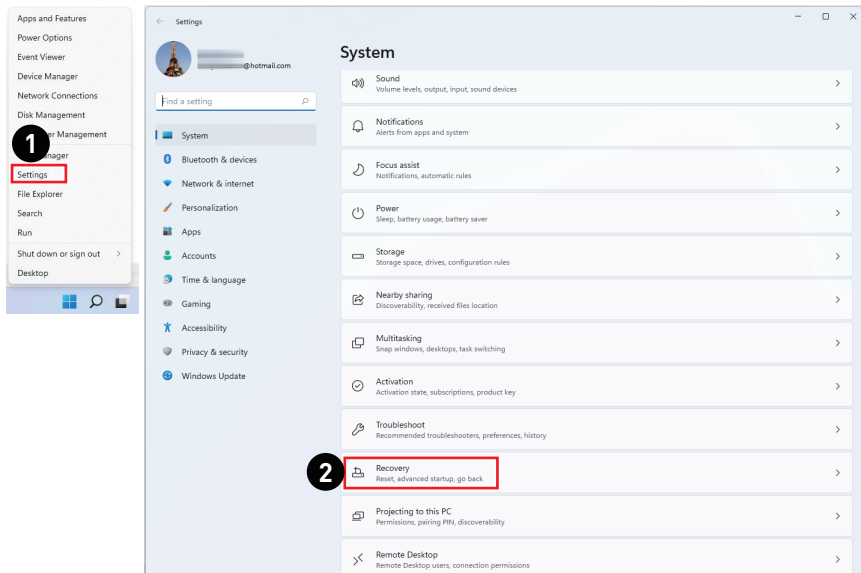 Apps and Features
Power Options
Event Viewer
Device Manager
Network Connections
Disk Management
Management
1
Settings
File Explorer
Search
Run
Shut down or sign out
Desktop
Settings
@hotmail.com
Find a setting
System
Bluetooth & devices
Network & internet
Personalization
Apps
Accounts
Time & language
Gaming
Accessibility
Privacy & security
Windows Update
System
Sound
Volume levels, output, input, sound devices
Notifications
Alerts from apps and system
Focus assist
Notifications, automatic rules
Power
Sleep, battery usage, battery saver
Storage
Storage space, drives, configuration rules
Nearby sharing
Discoverability, received files location
Multitasking
Snap windows, desktops, task switching
Activation
Activation state, subscriptions, product key
Troubleshoot
Recommended troubleshooters, preferences, history
2
Recovery
Reset, advanced startup, go back
Projecting to this PC
Permissions, pairing PIN, discoverability
Remote Desktop
Remote Desktop users, connection permissions